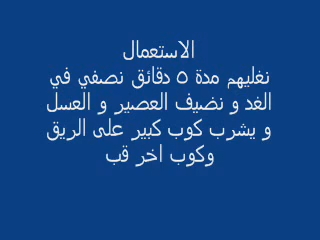 الاستعمال
نغليهم مدة ٥ دقائق نصفي في
الغد و نضيف العصير و العسل
و يشرب كوب كبير على الريق
وكوب اخر قب